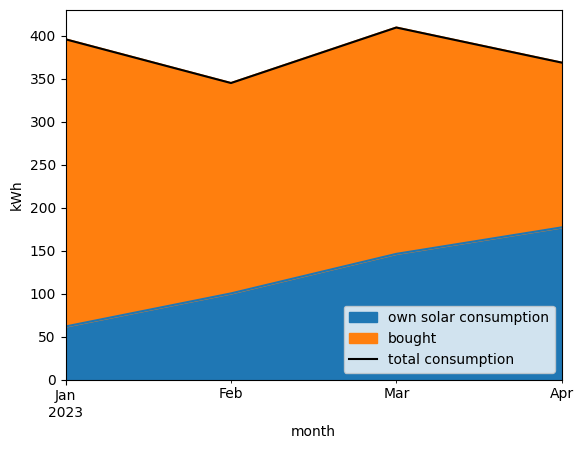 400
350
300
250
200
150
100
50
0
kWh
own solar consumption
bought
total consumption
Jan Feb Mar Apr
2023
month